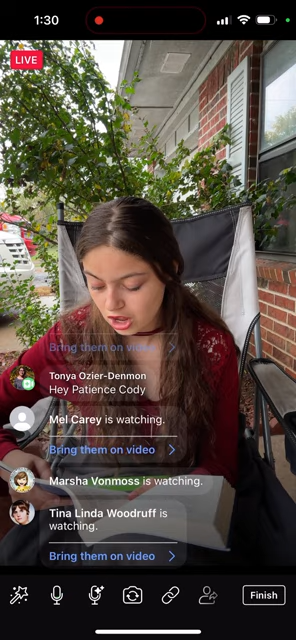 1:30
LIVE
Bring them on video
Tonya Ozier-Denmon
Hey Patience Cody
Mel Carey is watching.
Bring them on video
Marsha Vonmoss is watching.
Tina Linda Woodruff is
watching.
Bring them on video
Finish